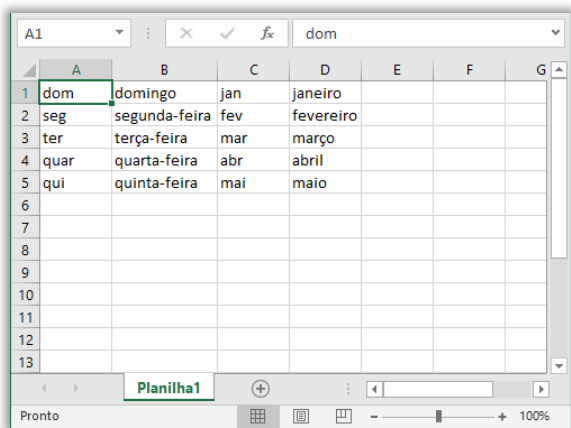 A1 fx dom
A B C D E F G
1 dom domingo jan janeiro
2 seg segunda-feira fev fevereiro
3 ter terça-feira mar março
4 quar quarta-feira abr abril
5 qui quinta-feira mai maio
6
7
8
9
10
11
12
13
Planilha1
Pronto 100%